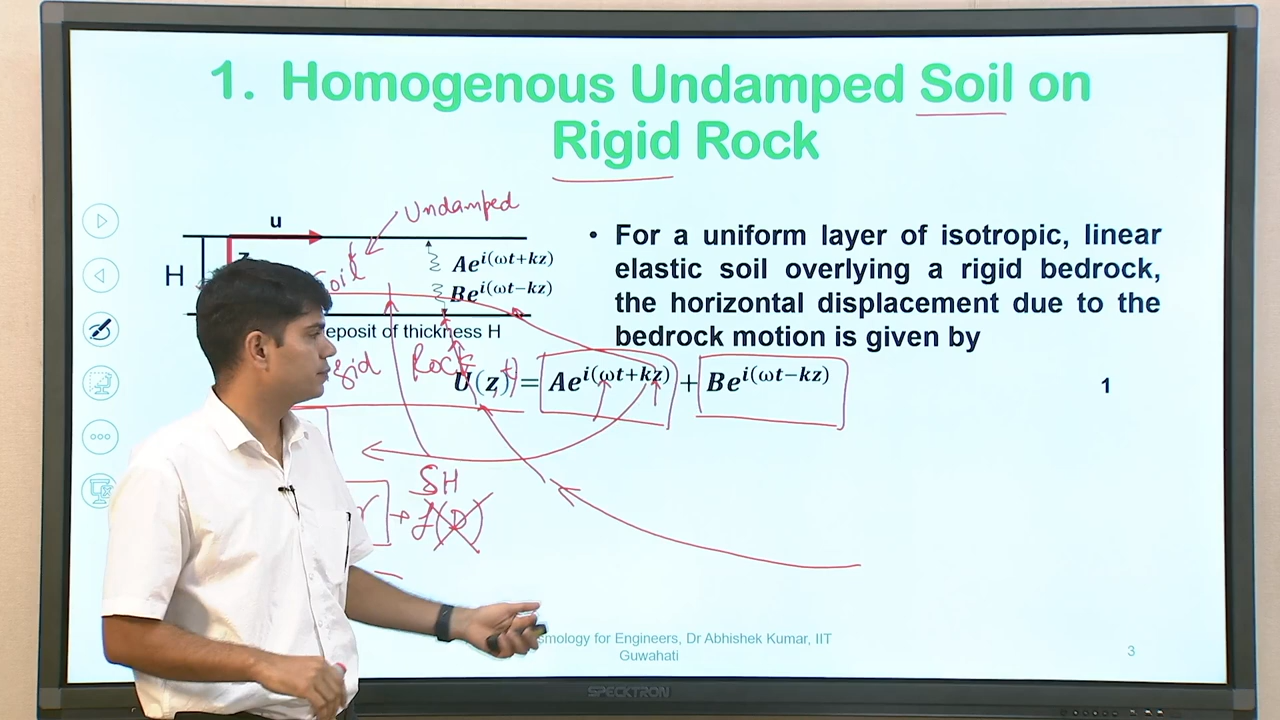 1. Homogenous Undamped Soil on
Rigid Rock
Undamped
u
z
Soil
H
Ae^{i(ωt+kz)}
Be^{i(ωt-kz)}
eposit of thickness H
Rock
• For a uniform layer of isotropic, linear
elastic soil overlying a rigid bedrock,
the horizontal displacement due to the
bedrock motion is given by
U(z,t) = Ae^{i(ωt+kz)} + Be^{i(ωt-kz)} 1
SH
smology for Engineers, Dr Abhishek Kumar, IIT
Guwahati
3
SPECKTRON